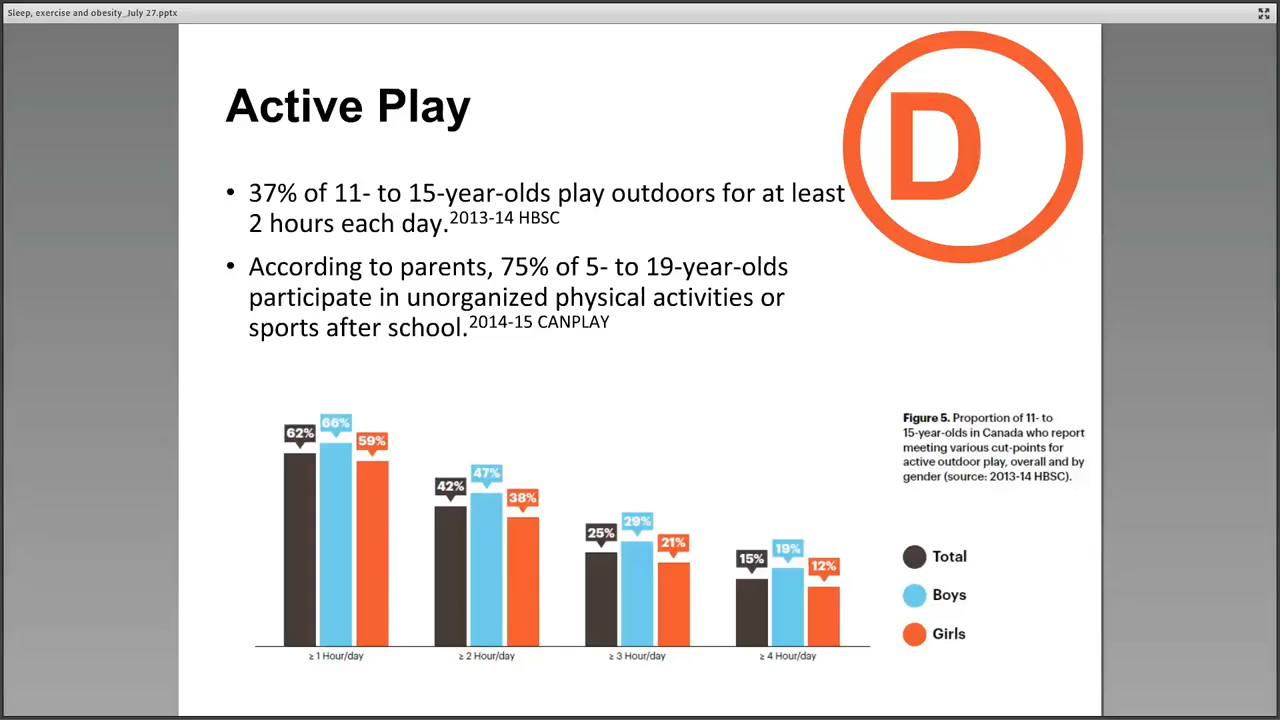 Sleep, exercise and obesity_July 27.pptx
Active Play
D
• 37% of 11- to 15-year-olds play outdoors for at least
2 hours each day.2013-14 HBSC
• According to parents, 75% of 5- to 19-year-olds
participate in unorganized physical activities or
sports after school.2014-15 CANPLAY
62% 66% 59%
42% 47% 38%
25% 29% 21%
15% 19% 12%
≥ 1 Hour/day ≥ 2 Hour/day ≥ 3 Hour/day ≥ 4 Hour/day
Figure 5. Proportion of 11- to
15-year-olds in Canada who report
meeting various cut-points for
active outdoor play, overall and by
gender (source: 2013-14 HBSC).
Total
Boys
Girls